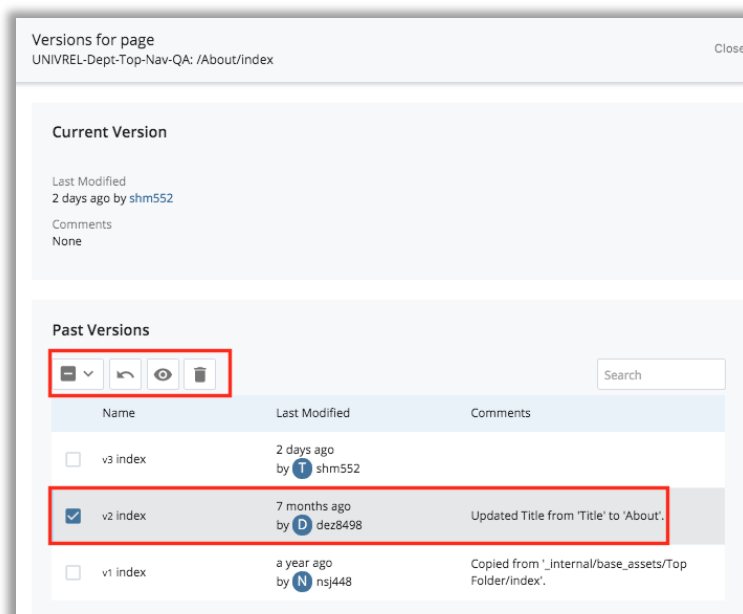 Versions for page
UNIVREL-Dept-Top-Nav-QA: /About/index
Close
Current Version
Last Modified
2 days ago by shm552
Comments
None
Past Versions
Search
Name Last Modified Comments
v3 index
2 days ago
by T shm552
v2 index
7 months ago
by D dez8498
Updated Title from 'Title' to 'About'.
v1 index
a year ago
by N nsj448
Copied from '_internal/base_assets/Top
Folder/index'.